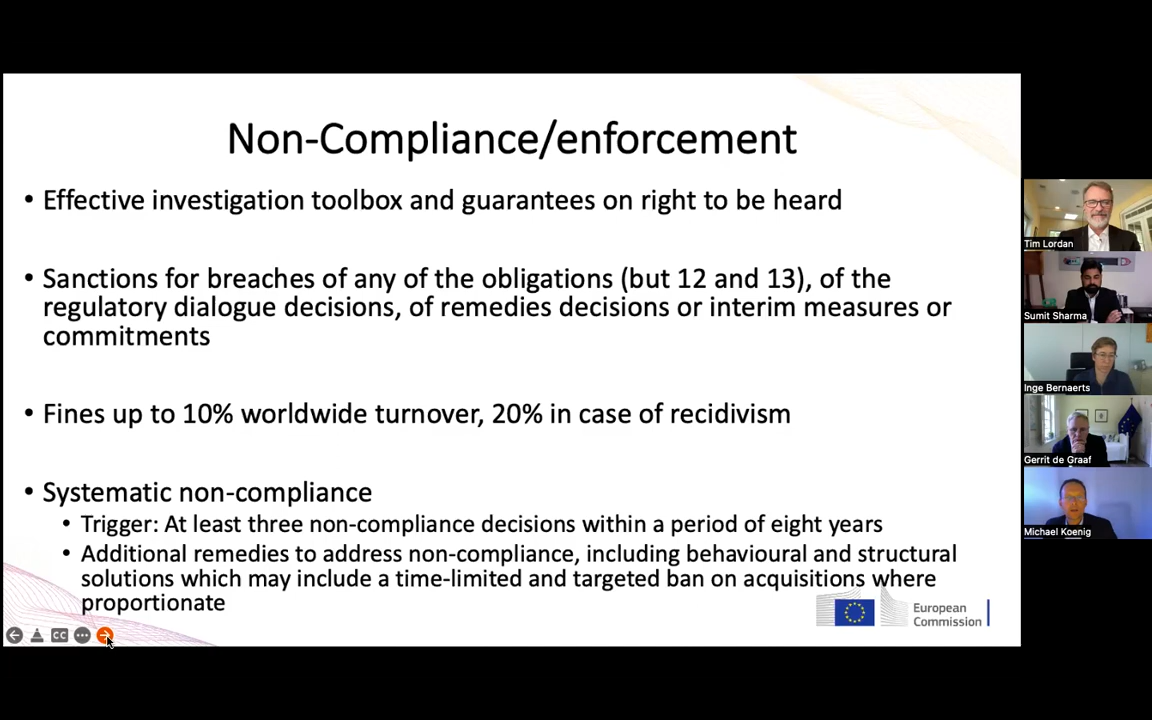 Non-Compliance/enforcement
• Effective investigation toolbox and guarantees on right to be heard
• Sanctions for breaches of any of the obligations (but 12 and 13), of the
regulatory dialogue decisions, of remedies decisions or interim measures or
commitments
• Fines up to 10% worldwide turnover, 20% in case of recidivism
• Systematic non-compliance
• Trigger: At least three non-compliance decisions within a period of eight years
• Additional remedies to address non-compliance, including behavioural and structural
solutions which may include a time-limited and targeted ban on acquisitions where
proportionate
European
Commission
CC
Tim Lordan
Sumit Sharma
Inge Bernaerts
Gerrit de Graaf
Michael Koenig